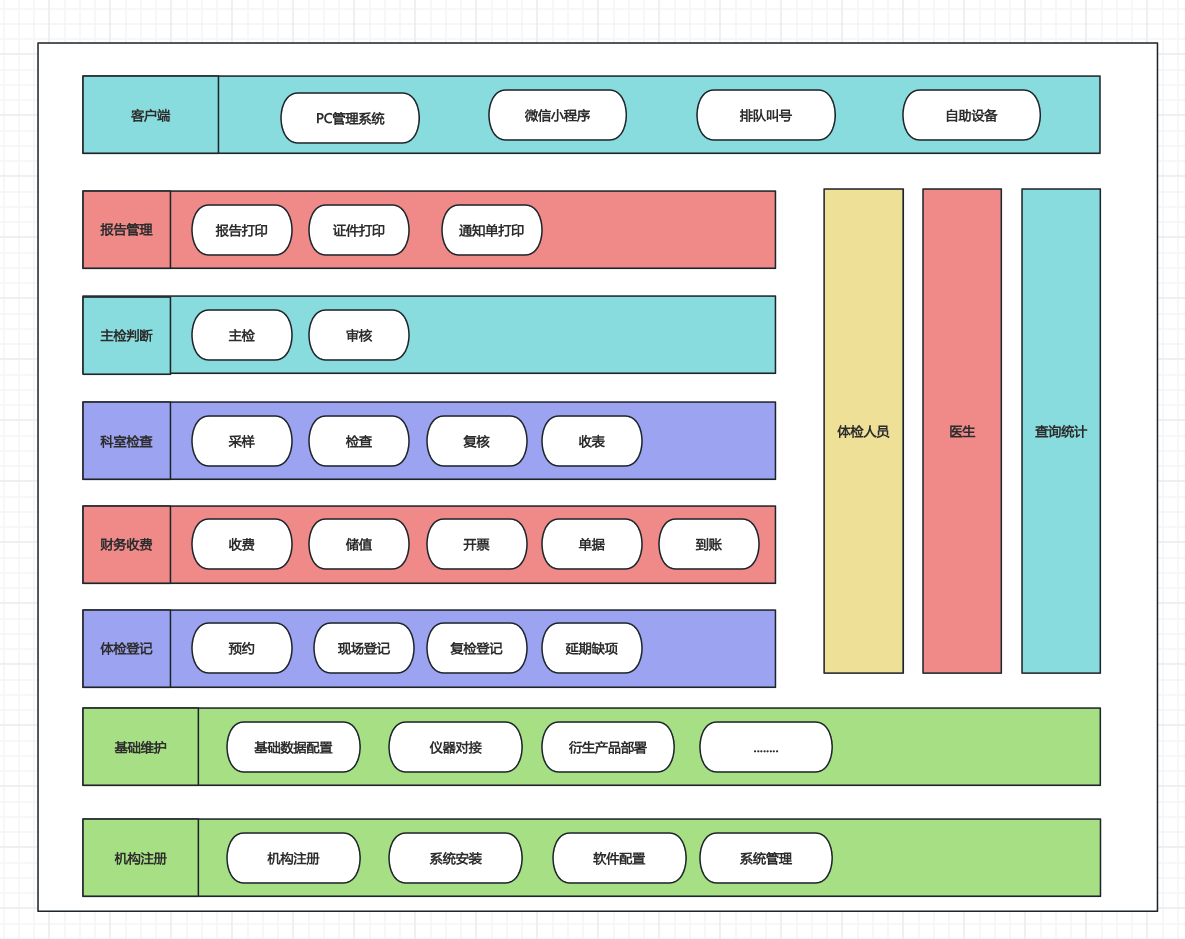 客户端
PC管理系统
微信小程序
排队叫号
自助设备
报告管理
报告打印
证件打印
通知单打印
主检判断
主检
审核
科室检查
采样
检查
复核
收表
财务收费
收费
储值
开票
单据
到账
体检登记
预约
现场登记
复检登记
延期缺项
体检人员
医生
查询统计
基础维护
基础数据配置
仪器对接
衍生产品部署
........
机构注册
机构注册
系统安装
软件配置
系统管理